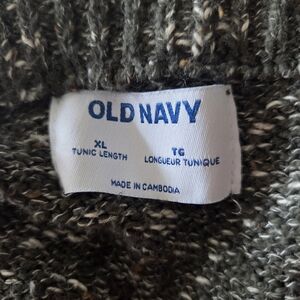 OLD NAVY
XL TG
TUNIC LENGTH LONGUEUR TUNIQUE
MADE IN CAMBODIA